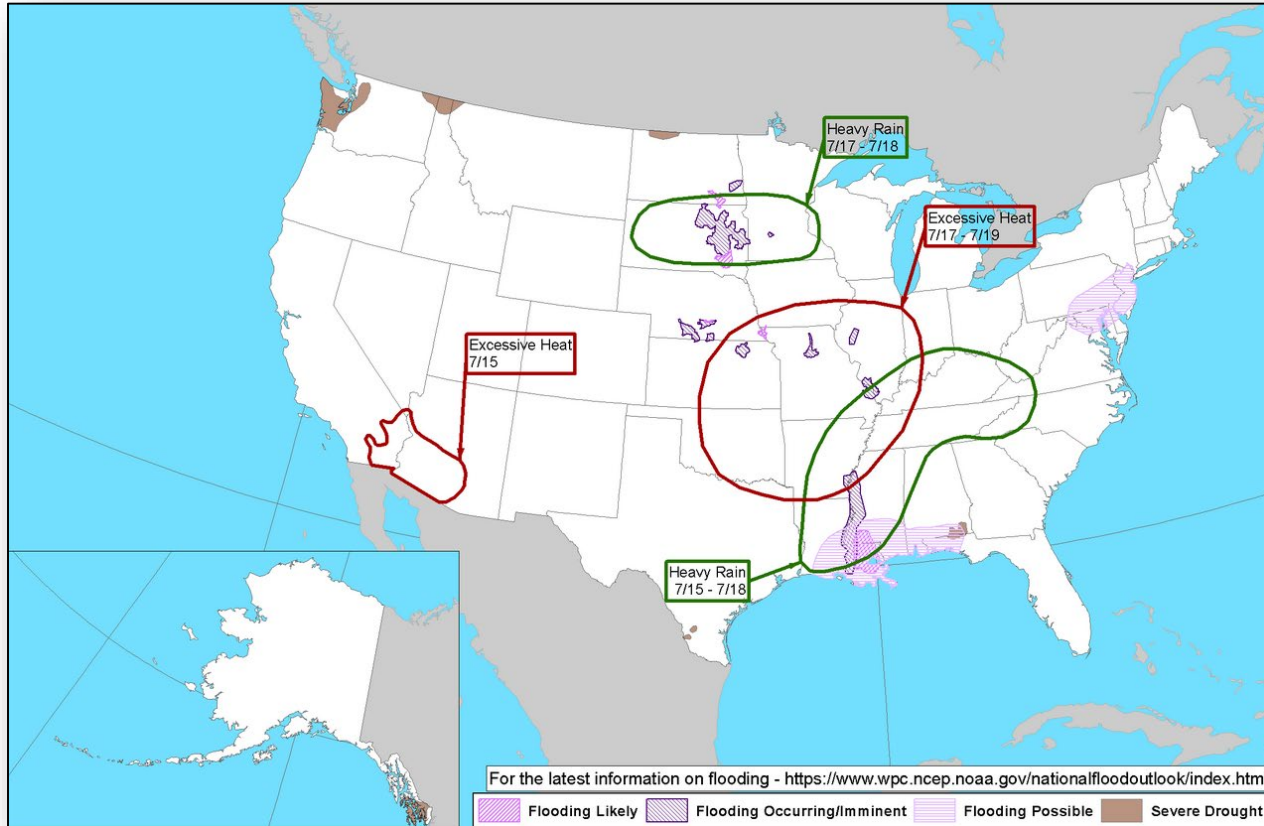 Heavy Rain
7/17 - 7/18
Excessive Heat
7/17 - 7/19
Excessive Heat
7/15
Heavy Rain
7/15 - 7/18
For the latest information on flooding - https://www.wpc.ncep.noaa.gov/nationalfloodoutlook/index.htm
Flooding Likely Flooding Occurring/Imminent Flooding Possible Severe Drought